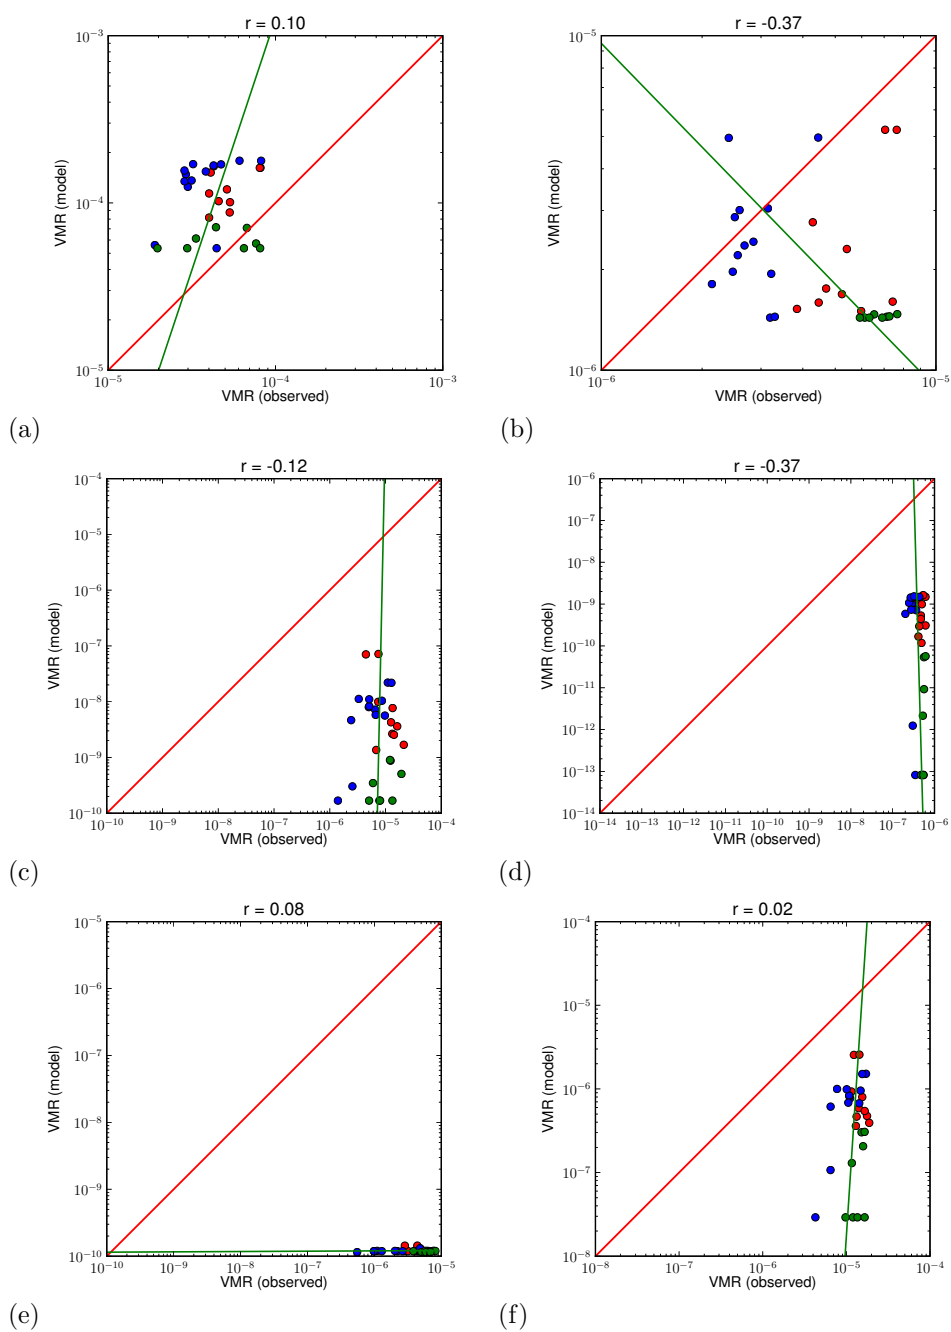 r = 0.10
10⁻³
10⁻⁴
10⁻⁵
VMR (model)
10⁻⁵
10⁻⁴
10⁻³
VMR (observed)
(a)
r = -0.37
10⁻⁵
10⁻⁶
VMR (model)
10⁻⁶
10⁻⁵
VMR (observed)
(b)
r = -0.12
10⁻⁴
10⁻⁵
10⁻⁶
10⁻⁷
10⁻⁸
10⁻⁹
10⁻¹⁰
VMR (model)
10⁻¹⁰
10⁻⁹
10⁻⁸
10⁻⁷
10⁻⁶
10⁻⁵
10⁻⁴
VMR (observed)
(c)
r = -0.37
10⁻⁶
10⁻⁷
10⁻⁸
10⁻⁹
10⁻¹⁰
10⁻¹¹
10⁻¹²
10⁻¹³
10⁻¹⁴
VMR (model)
10⁻¹⁴
10⁻¹³
10⁻¹²
10⁻¹¹
10⁻¹⁰
10⁻⁹
10⁻⁸
10⁻⁷
10⁻⁶
VMR (observed)
(d)
r = 0.08
10⁻⁵
10⁻⁶
10⁻⁷
10⁻⁸
10⁻⁹
10⁻¹⁰
VMR (model)
10⁻¹⁰
10⁻⁹
10⁻⁸
10⁻⁷
10⁻⁶
10⁻⁵
VMR (observed)
(e)
r = 0.02
10⁻⁴
10⁻⁵
10⁻⁶
10⁻⁷
10⁻⁸
VMR (model)
10⁻⁸
10⁻⁷
10⁻⁶
10⁻⁵
10⁻⁴
VMR (observed)
(f)